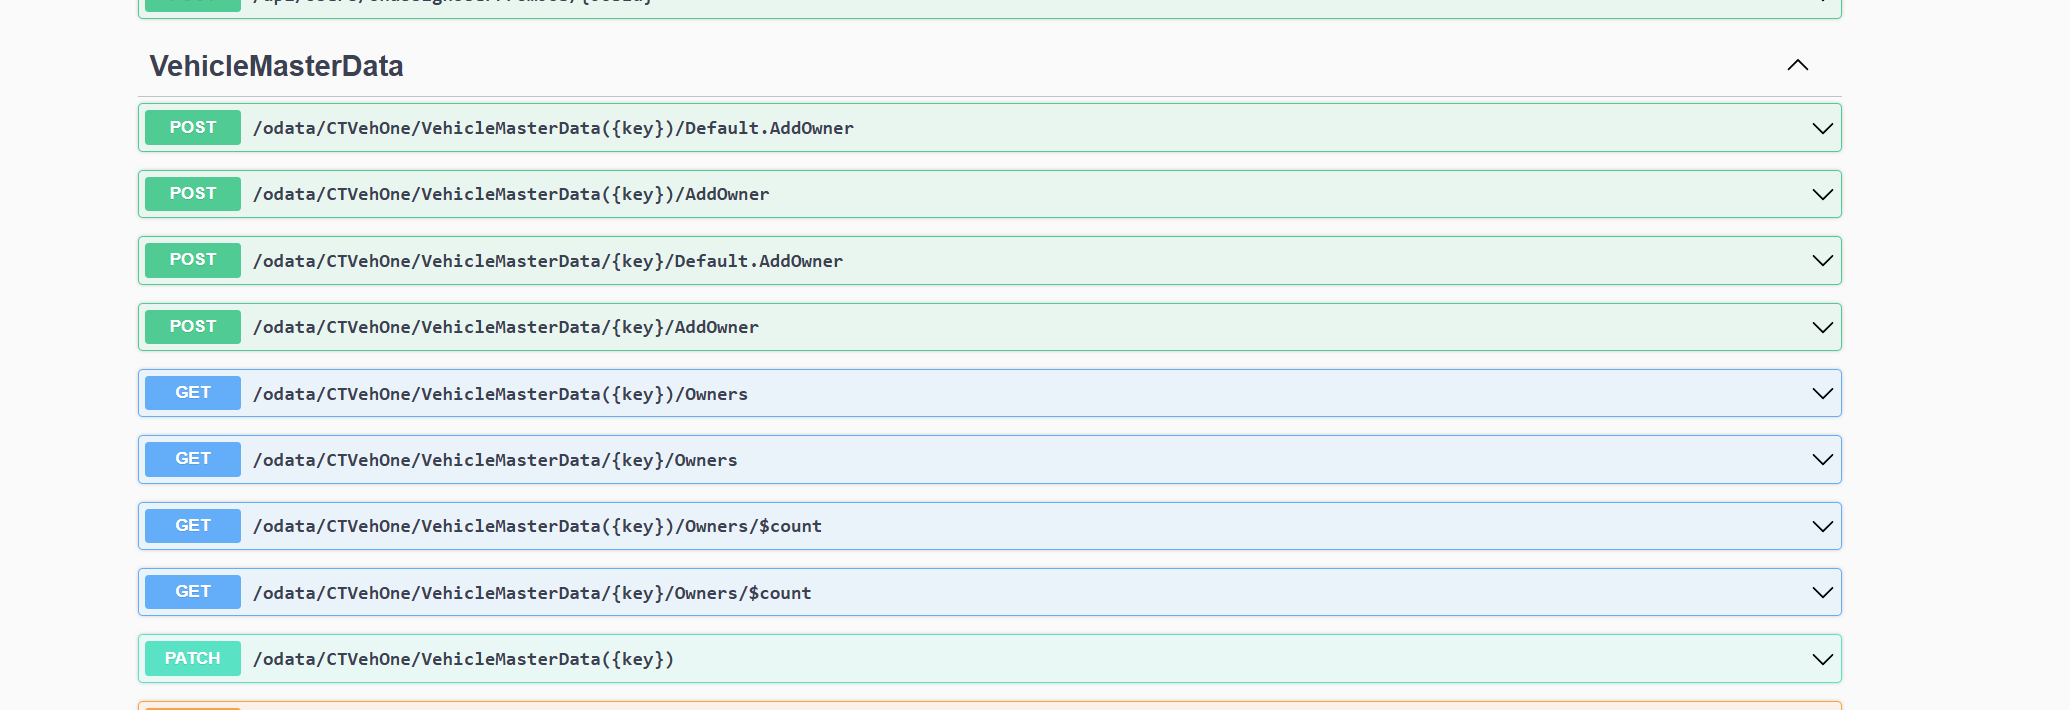 VehicleMasterData
POST /odata/CTVehOne/VehicleMasterData({key})/Default.AddOwner
POST /odata/CTVehOne/VehicleMasterData({key})/AddOwner
POST /odata/CTVehOne/VehicleMasterData/{key}/Default.AddOwner
POST /odata/CTVehOne/VehicleMasterData/{key}/AddOwner
GET /odata/CTVehOne/VehicleMasterData({key})/Owners
GET /odata/CTVehOne/VehicleMasterData/{key}/Owners
GET /odata/CTVehOne/VehicleMasterData({key})/Owners/$count
GET /odata/CTVehOne/VehicleMasterData/{key}/Owners/$count
PATCH /odata/CTVehOne/VehicleMasterData({key})